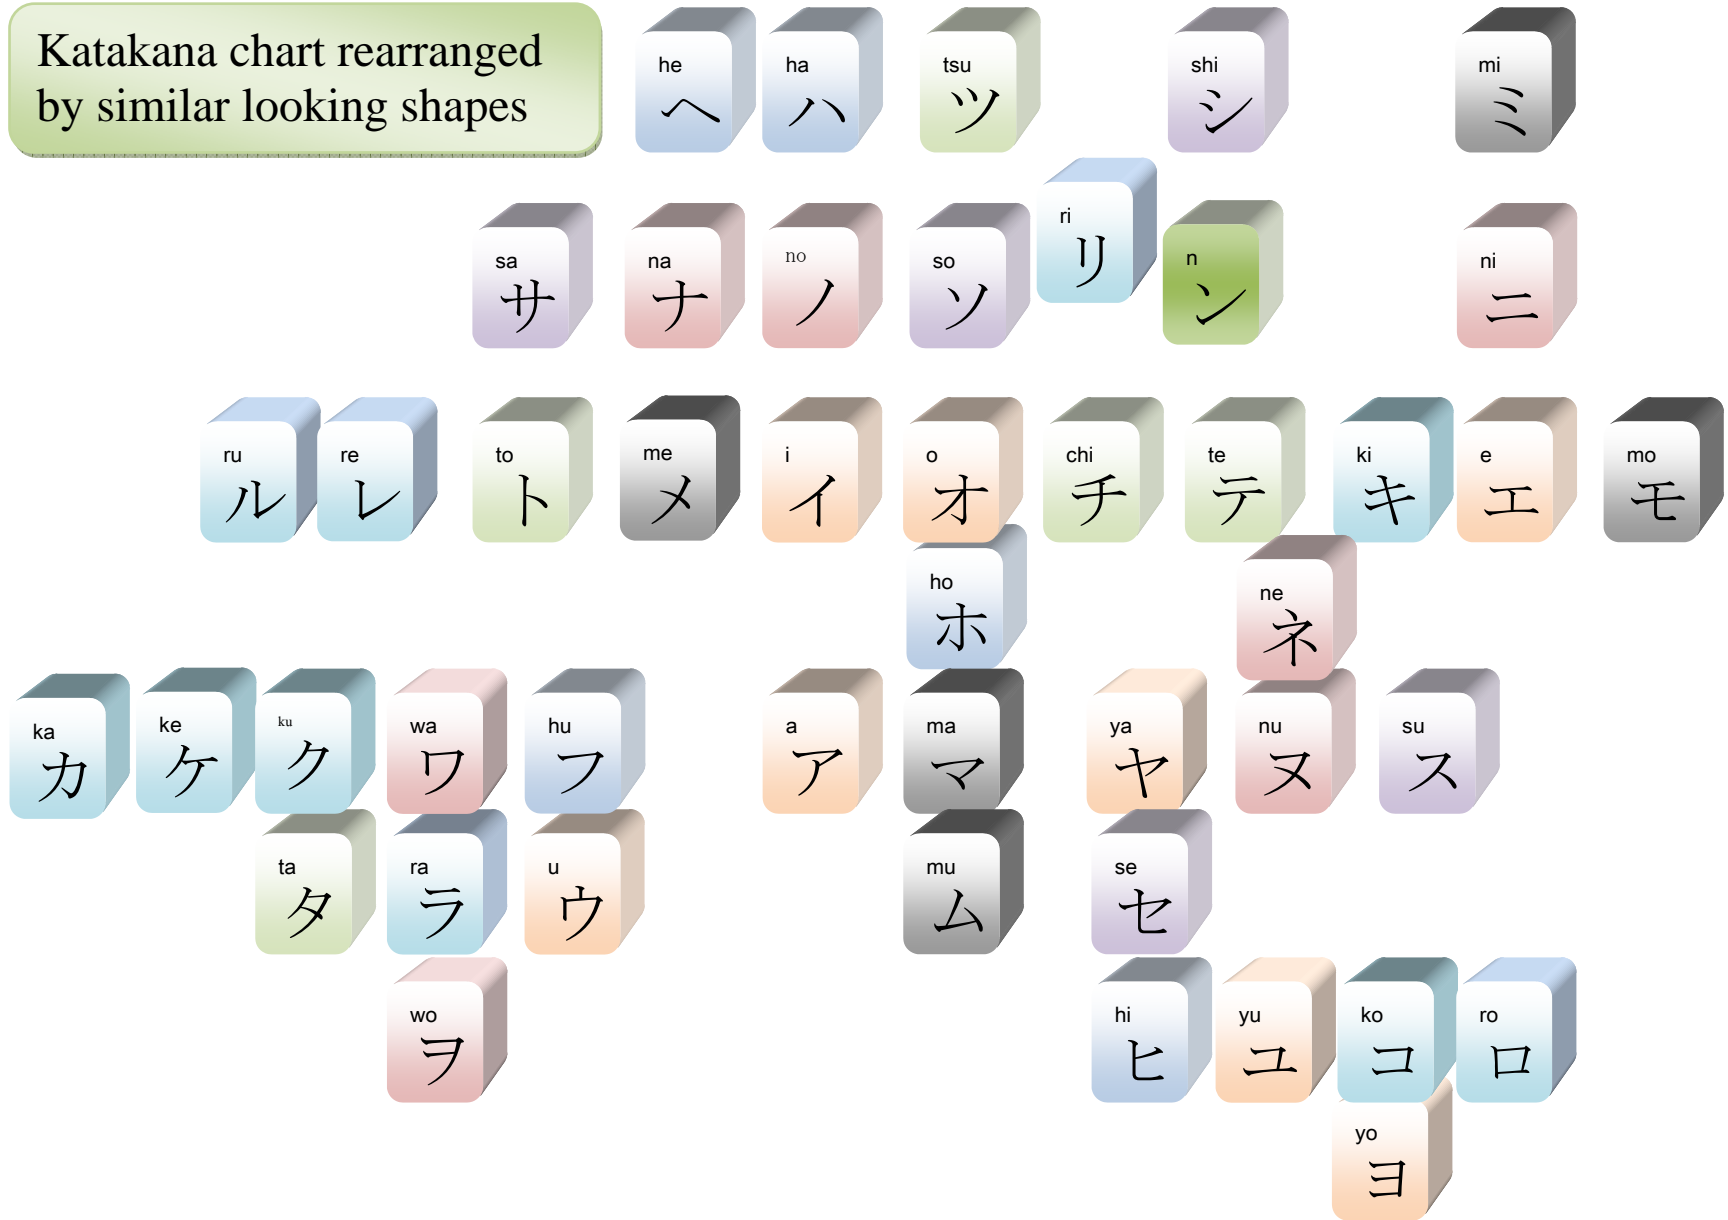 Katakana chart rearranged
by similar looking shapes
he
ヘ
ha
ハ
tsu
ツ
shi
シ
mi
ミ
sa
サ
na
ナ
no
ノ
so
ソ
ri
リ
n
ン
ni
ニ
ru
ル
re
レ
to
ト
me
メ
i
イ
o
オ
chi
チ
te
テ
ki
キ
e
エ
mo
モ
ho
ホ
ne
ネ
ka
カ
ke
ケ
ku
ク
wa
ワ
hu
フ
a
ア
ma
マ
ya
ヤ
nu
ヌ
su
ス
ta
タ
ra
ラ
u
ウ
mu
ム
se
セ
wo
ヲ
hi
ヒ
yu
ユ
ko
コ
ro
ロ
yo
ヨ